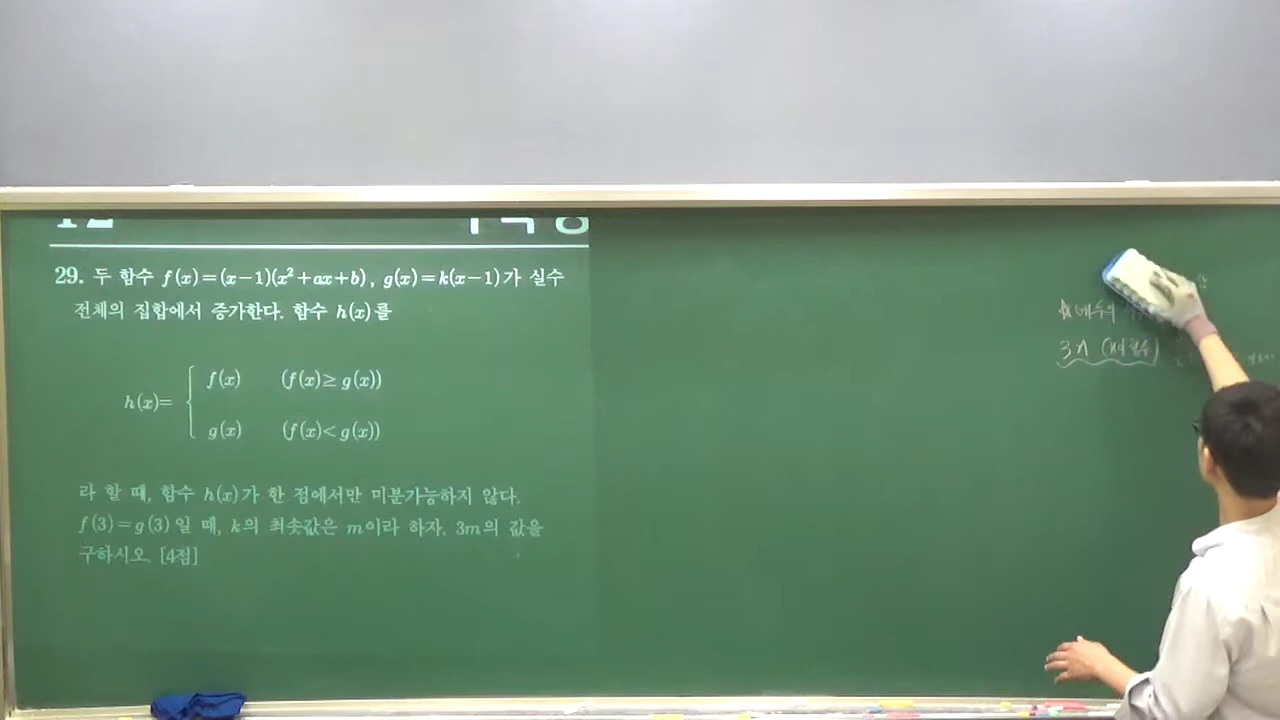 29. 두 함수 f(x)=(x-1)(x²+ax+b), g(x)=k(x-1)가 실수
전체의 집합에서 증가한다. 함수 h(x)를
h(x)= { f(x) (f(x)≥g(x))
g(x) (f(x)<g(x))
라 할 때, 함수 h(x)가 한 점에서만 미분가능하지 않다.
f(3)=g(3)일 때, k의 최솟값은 m이라 하자. 3m의 값을
구하시오. [4점]